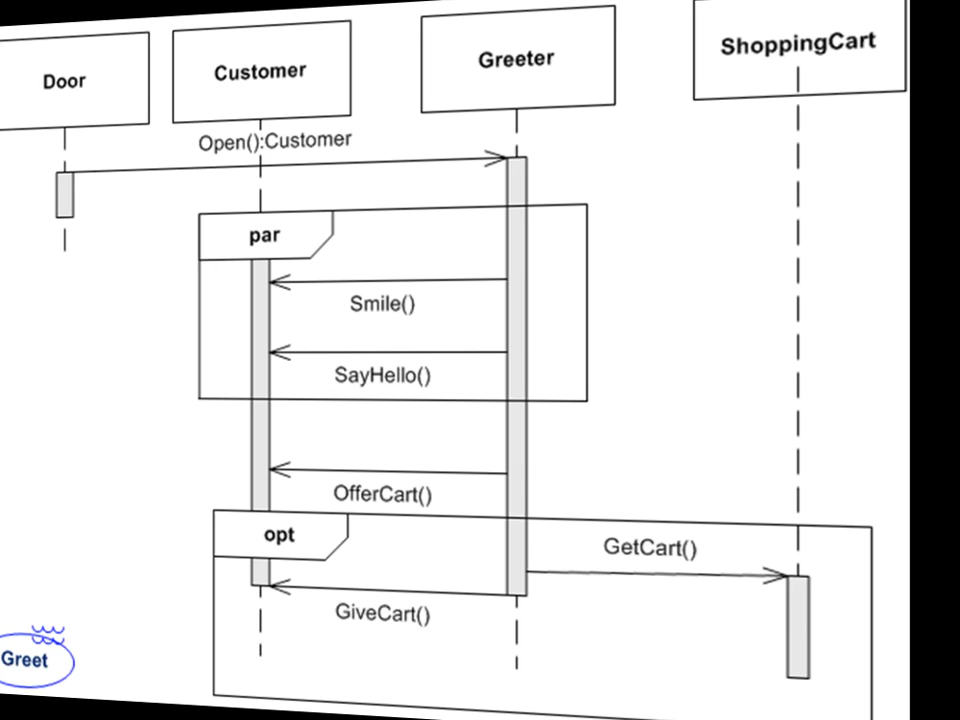 Door
Customer
Greeter
ShoppingCart
Open():Customer
par
Smile()
SayHello()
OfferCart()
opt
GetCart()
GiveCart()
Greet